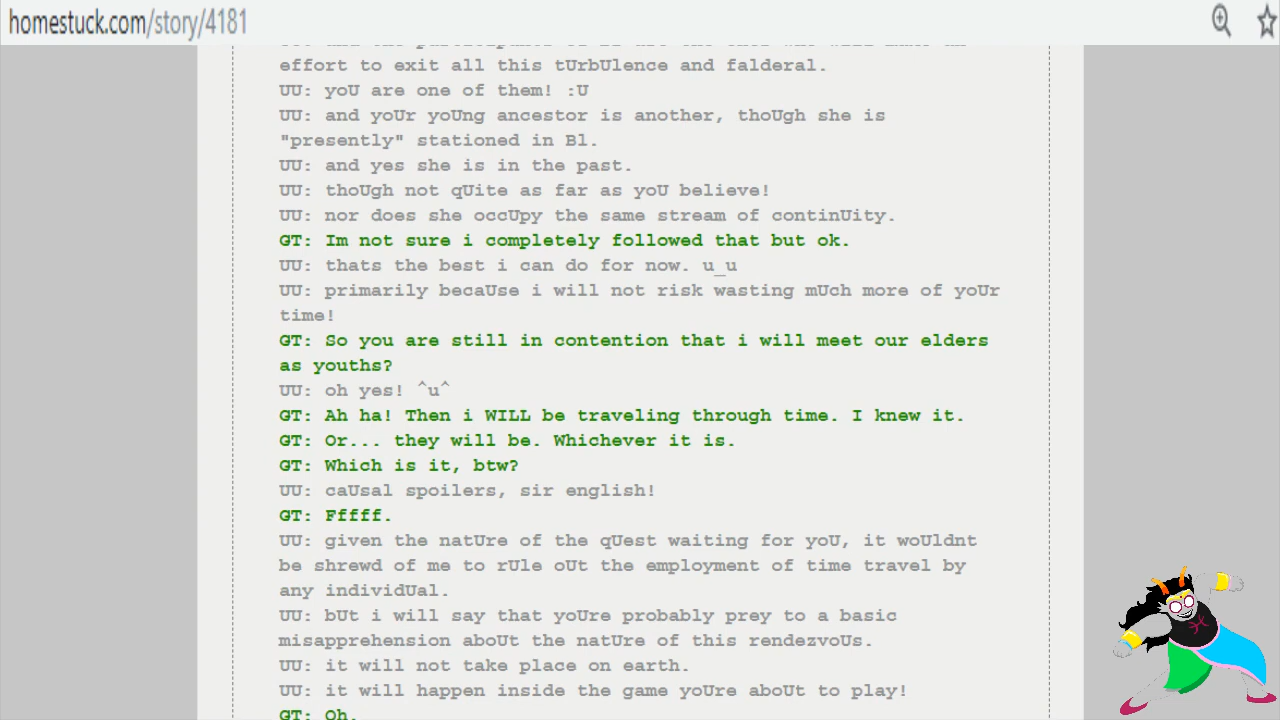 homestuck.com/story/4181
effort to exit all this tUrbUlence and falderal.
UU: yoU are one of them! :U
UU: and yoUr yoUng ancestor is another, thoUgh she is
"presently" stationed in B1.
UU: and yes she is in the past.
UU: thoUgh not qUite as far as yoU believe!
UU: nor does she occUpy the same stream of continUity.
GT: Im not sure i completely followed that but ok.
UU: thats the best i can do for now. u_u
UU: primarily becaUse i will not risk wasting mUch more of yoUr
time!
GT: So you are still in contention that i will meet our elders
as youths?
UU: oh yes! ^u^
GT: Ah ha! Then i WILL be traveling through time. I knew it.
GT: Or... they will be. Whichever it is.
GT: Which is it, btw?
UU: caUsal spoilers, sir english!
GT: Fffff.
UU: given the natUre of the qUest waiting for yoU, it woUldnt
be shrewd of me to rUle oUt the employment of time travel by
any individUal.
UU: bUt i will say that yoUre probably prey to a basic
misapprehension aboUt the natUre of this rendezvoUs.
UU: it will not take place on earth.
UU: it will happen inside the game yoUre aboUt to play!
GT: Oh.